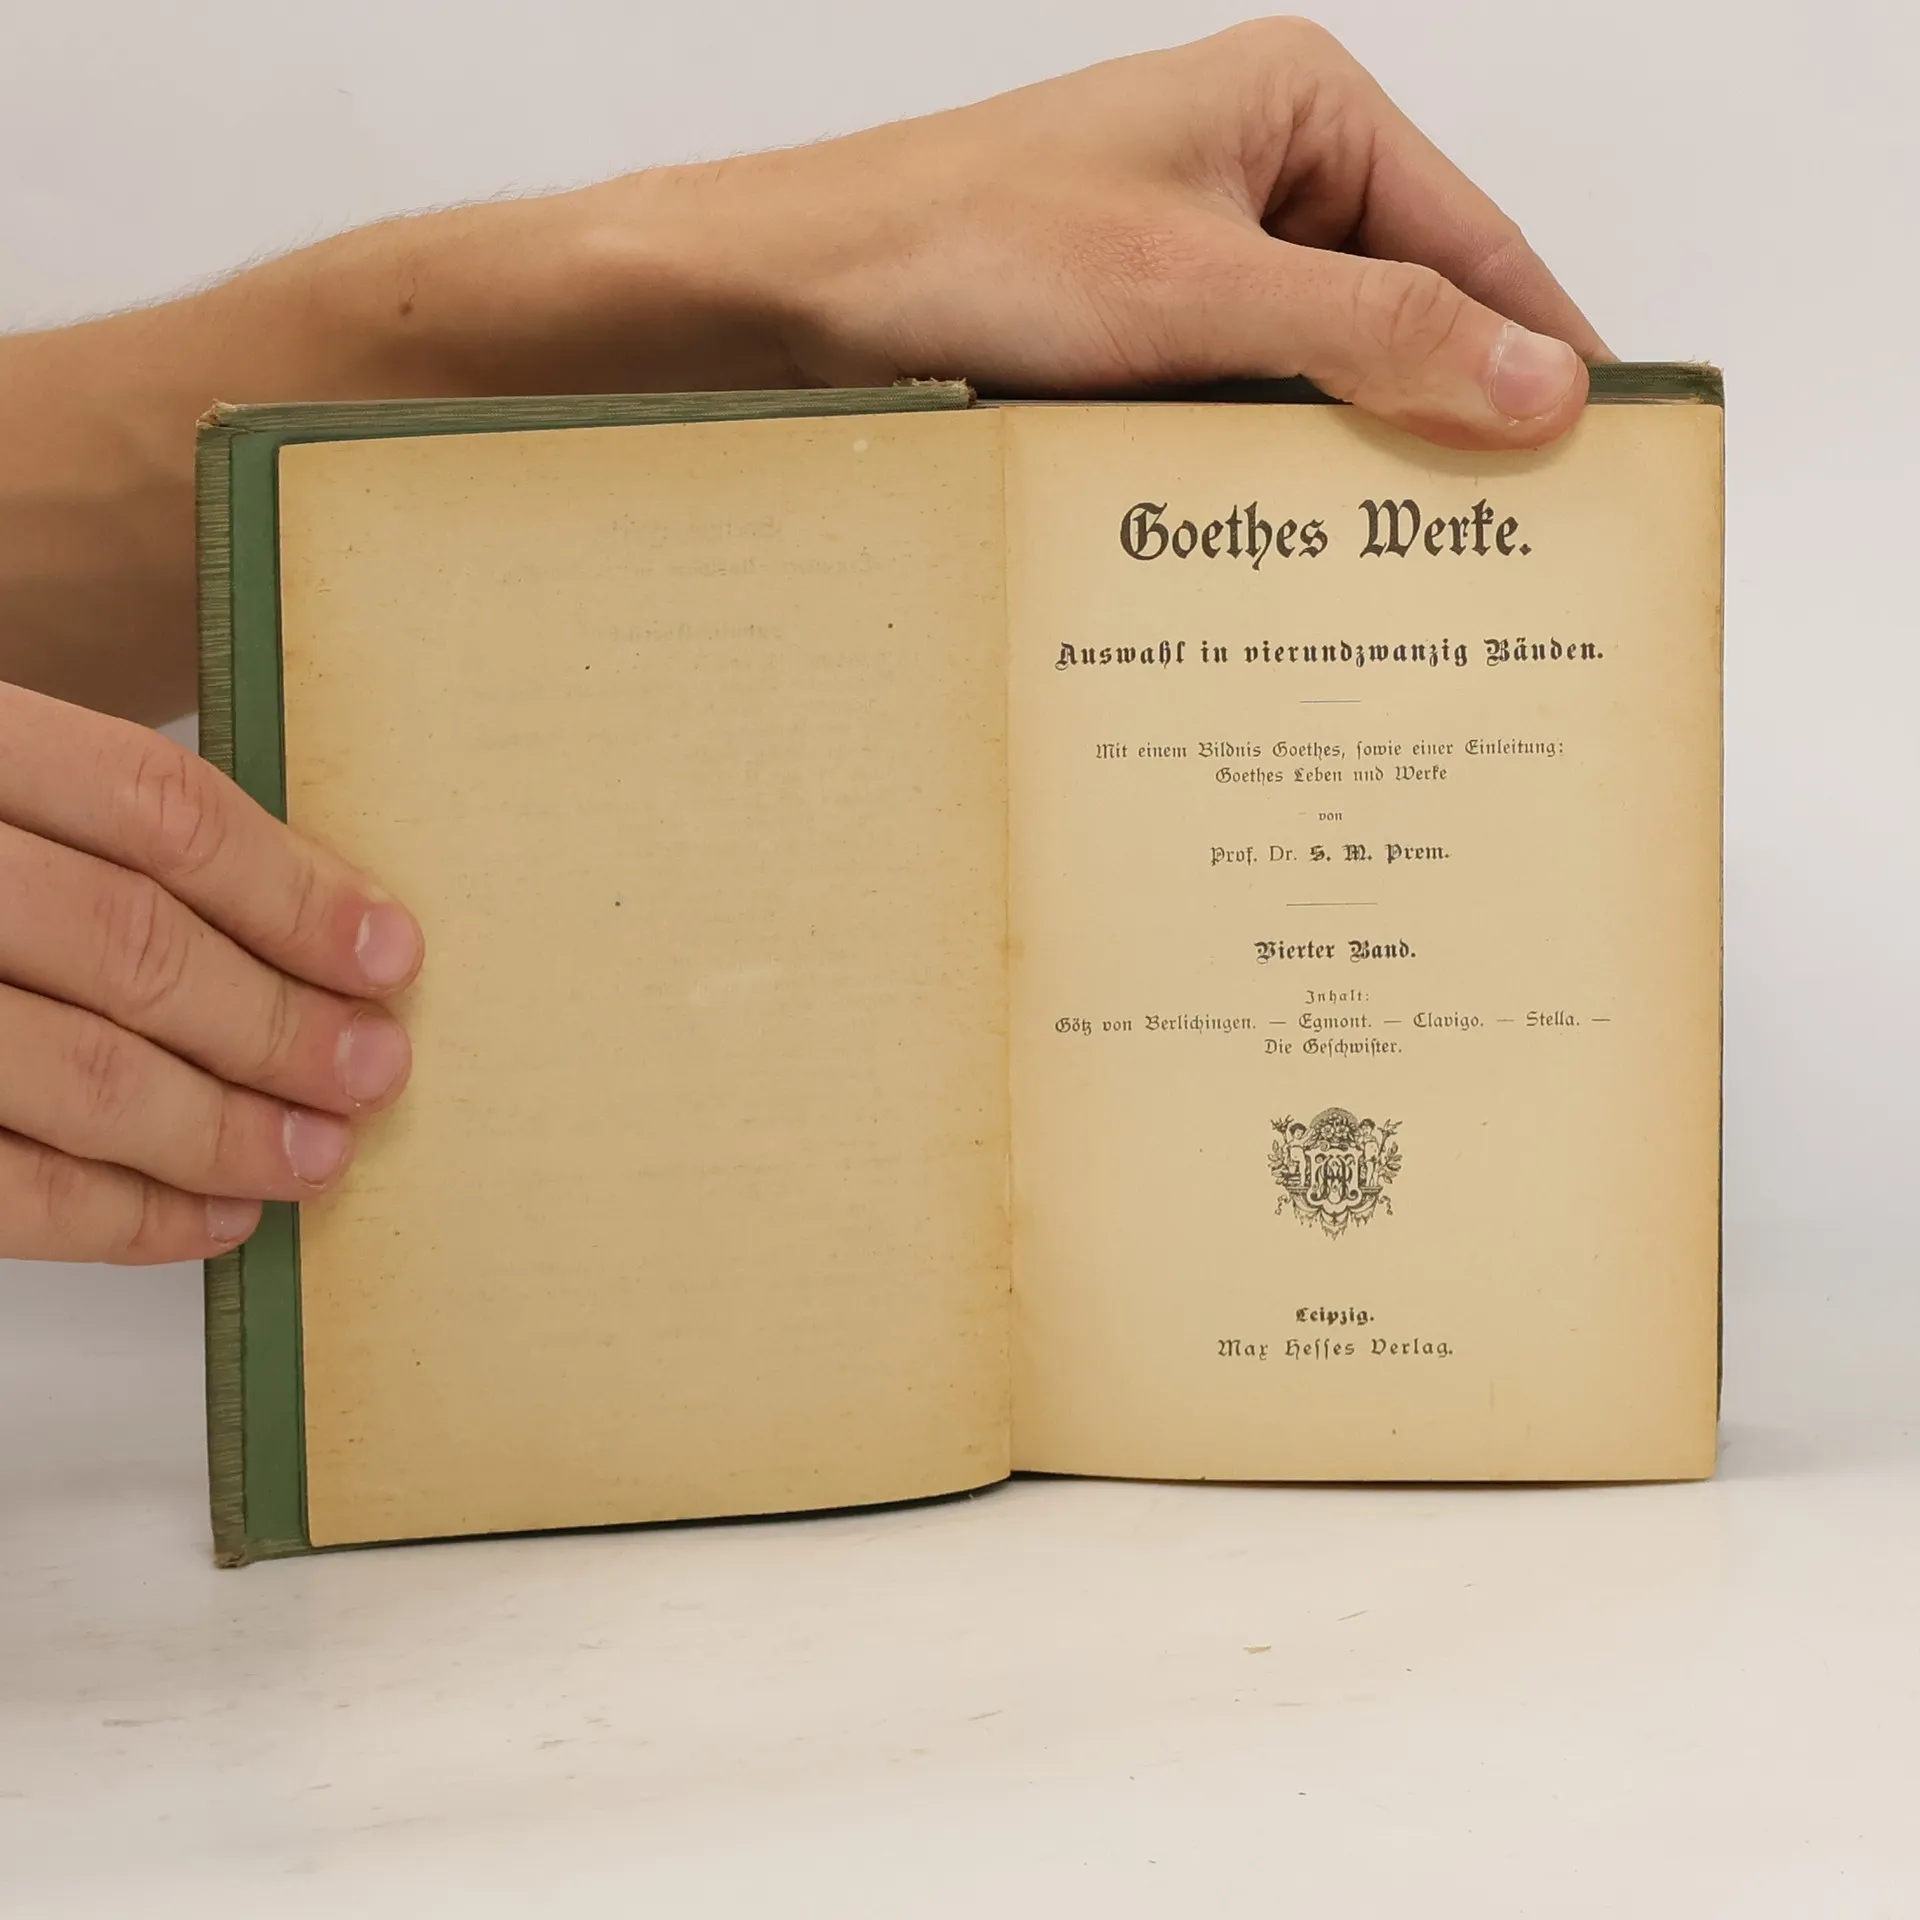 Goethes Werke.
Auswahl in vierundzwanzig Bänden.
Mit einem Bildnis Goethes, sowie einer Einleitung:
Goethes Leben und Werke
von
Prof. Dr. S. M. Prem.
Vierter Band.
Inhalt:
Götz von Berlichingen. — Egmont. — Clavigo. — Stella. —
Die Geschwister.
Leipzig.
Max Hesses Verlag.